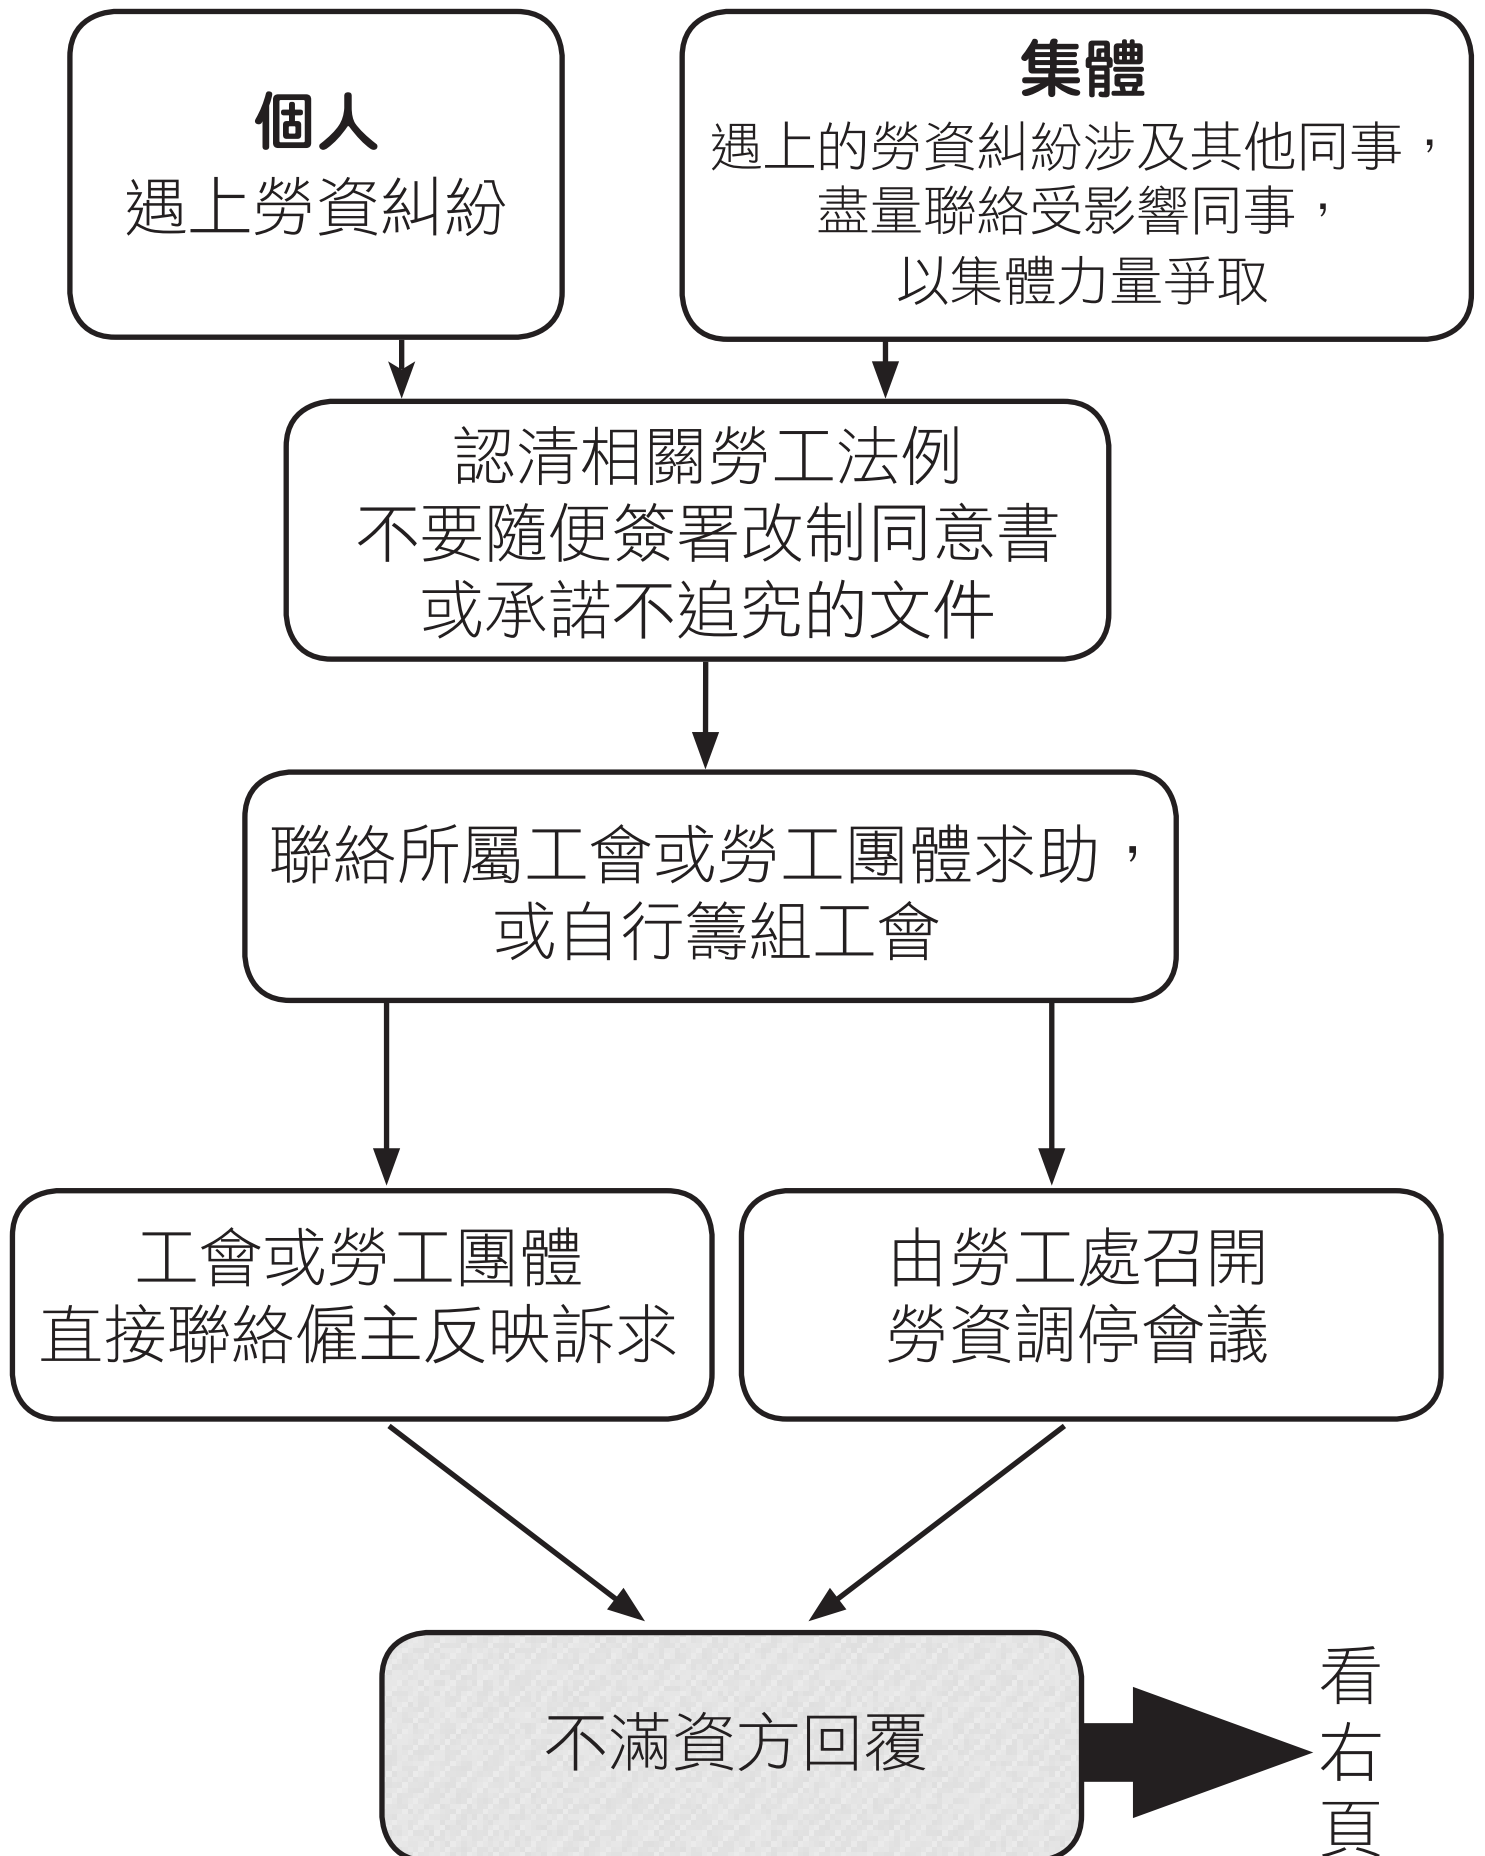 個人
遇上勞資糾紛
集體
遇上的勞資糾紛涉及其他同事，
盡量聯絡受影響同事，
以集體力量爭取
認清相關勞工法例
不要隨便簽署改制同意書
或承諾不追究的文件
聯絡所屬工會或勞工團體求助，
或自行籌組工會
工會或勞工團體
直接聯絡僱主反映訴求
由勞工處召開
勞資調停會議
不滿資方回覆
看
右
頁